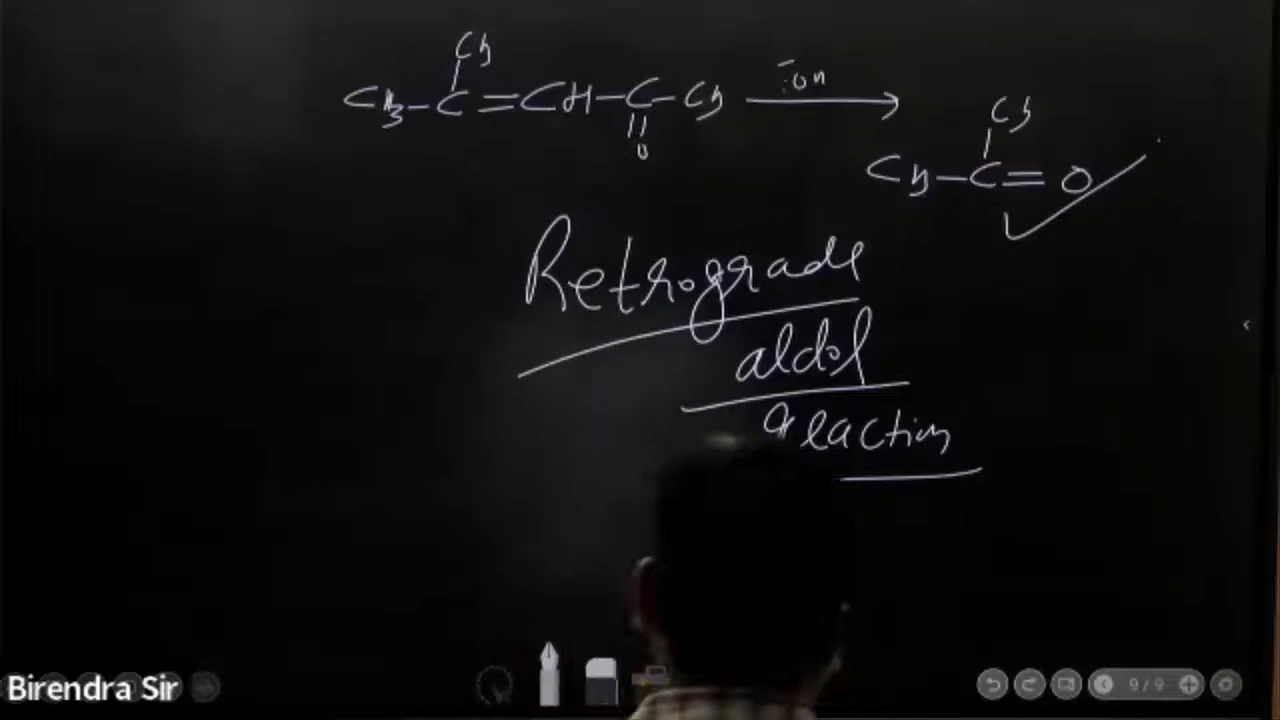 CH3
CH3-C=CH-C-CH3 :OH
O
CH3
CH3-C=O
Retrograde
aldol
reaction
Birendra Sir
9/9